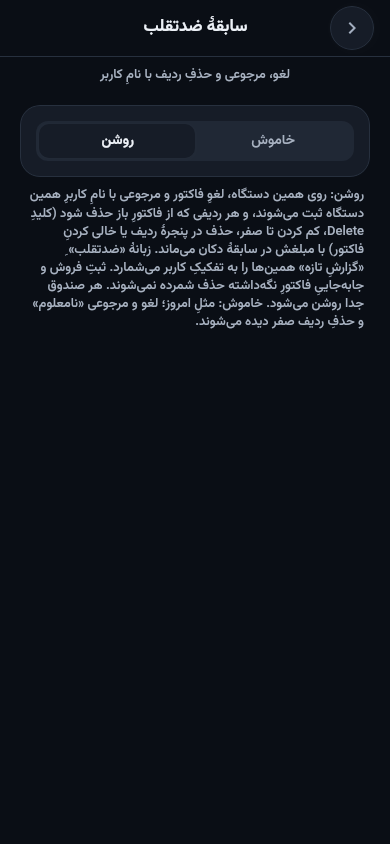 سابقهٔ ضدتقلب
لغو، مرجوعی و حذفِ ردیف با نامِ کاربر
خاموش
روشن
روشن: روی همین دستگاه، لغوِ فاکتور و مرجوعی با نامِ کاربرِ همین
دستگاه ثبت می‌شوند، و هر ردیفی که از فاکتورِ باز حذف شود (کلیدِ
Delete، کم کردن تا صفر، حذف در پنجرهٔ ردیف یا خالی کردنِ
فاکتور) با مبلغش در سابقهٔ دکان می‌ماند. زبانهٔ «ضدتقلب»ِ
«گزارشِ تازه» همین‌ها را به تفکیکِ کاربر می‌شمارد. ثبتِ فروش و
جابه‌جاییِ فاکتورِ نگه‌داشته حذف شمرده نمی‌شوند. هر صندوق
جدا روشن می‌شود. خاموش: مثلِ امروز؛ لغو و مرجوعی «نامعلوم»
و حذفِ ردیف صفر دیده می‌شوند.